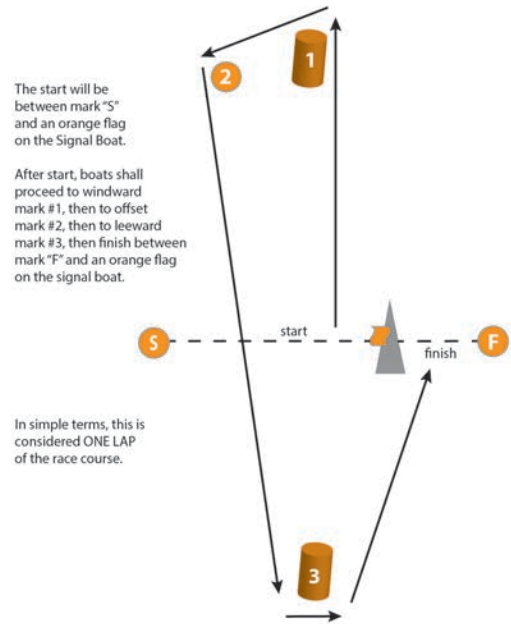 1
2
The start will be
between mark "S"
and an orange flag
on the Signal Boat.
After start, boats shall
proceed to windward
mark #1, then to offset
mark #2, then to leeward
mark #3, then finish between
mark "F" and an orange flag
on the signal boat.
S
start
finish
F
In simple terms, this is
considered ONE LAP
of the race course.
3